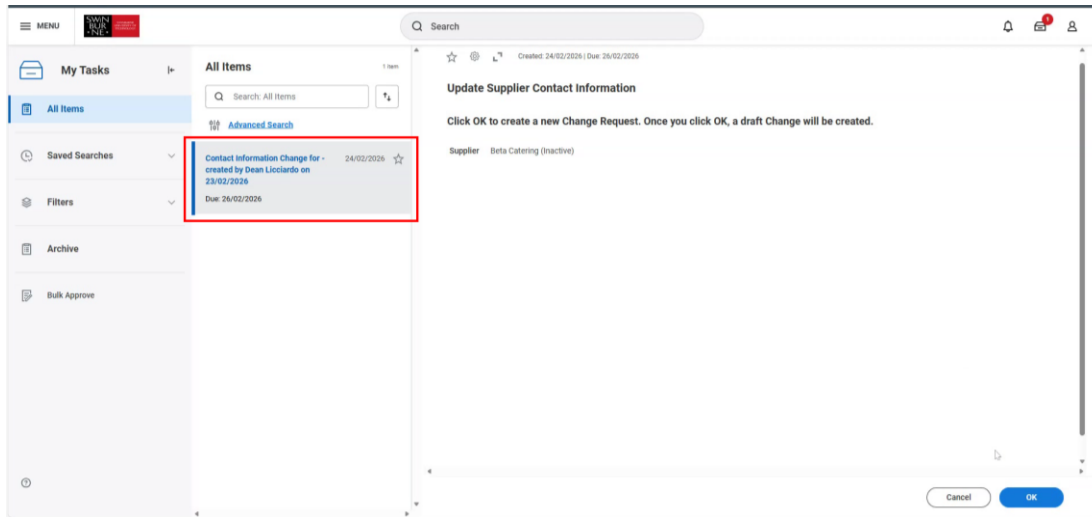 MENU
SWIN
BUR
•NE•
Search
1
My Tasks
All Items
Saved Searches
Filters
Archive
Bulk Approve
All Items
1 item
Search: All Items
Advanced Search
Contact Information Change for - 24/02/2026
created by Dean Licciardo on
23/02/2026
Due: 26/02/2026
Created: 24/02/2026 | Due: 26/02/2026
Update Supplier Contact Information
Click OK to create a new Change Request. Once you click OK, a draft Change will be created.
Supplier Beta Catering (Inactive)
Cancel
OK